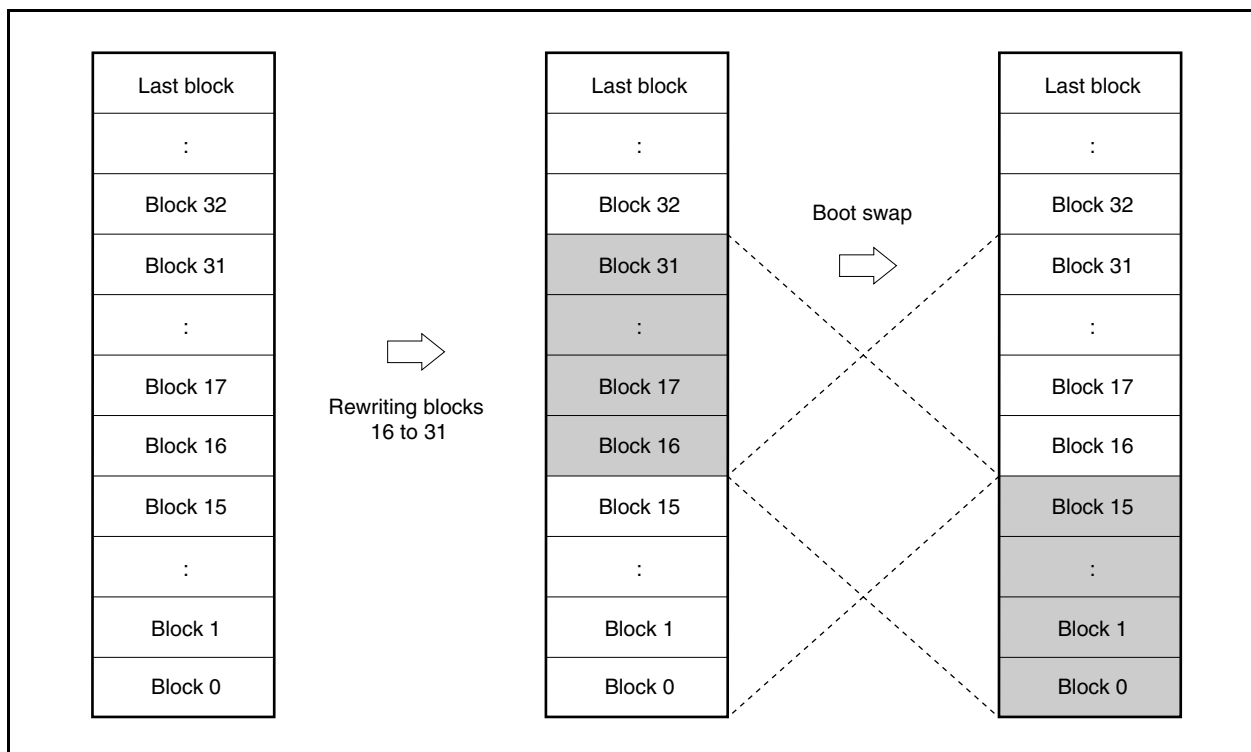 Last block
:
Block 32
Block 31
:
Block 17
Block 16
Block 15
:
Block 1
Block 0
Rewriting blocks
16 to 31
Last block
:
Block 32
Block 31
:
Block 17
Block 16
Block 15
:
Block 1
Block 0
Boot swap
Last block
:
Block 32
Block 31
:
Block 17
Block 16
Block 15
:
Block 1
Block 0